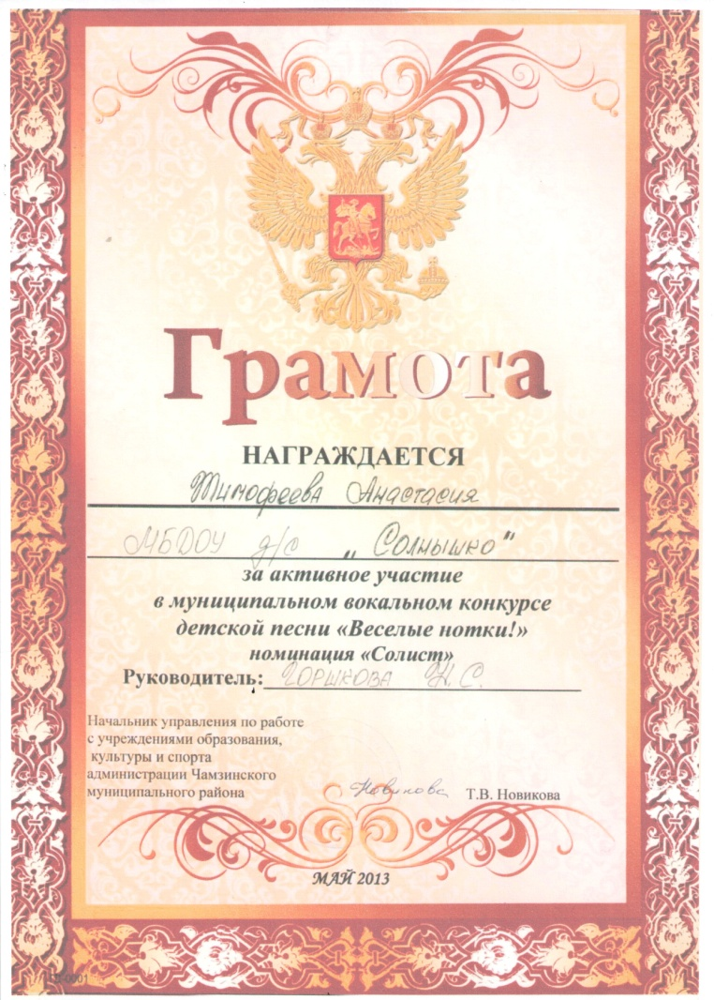 Грамота
НАГРАЖДАЕТСЯ
Тимофеева Анастасия
МБДОУ д/с „Солнышко"
за активное участие
в муниципальном вокальном конкурсе
детской песни «Веселые нотки!»
номинация «Солист»
Руководитель: Горшкова Н.С.
Начальник управления по работе
с учреждениями образования,
культуры и спорта
администрации Чамзинского
муниципального района Новикова Т.В. Новикова
МАЙ 2013